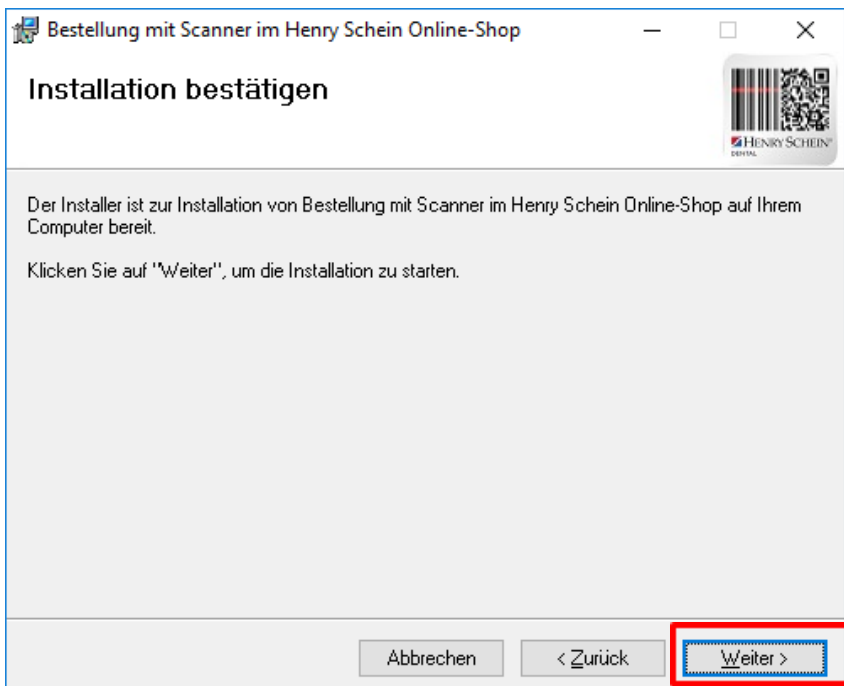 Bestellung mit Scanner im Henry Schein Online-Shop
Installation bestätigen
HENRY SCHEIN®
DENTAL
Der Installer ist zur Installation von Bestellung mit Scanner im Henry Schein Online-Shop auf Ihrem
Computer bereit.
Klicken Sie auf "Weiter", um die Installation zu starten.
Abbrechen
< Zurück
Weiter >